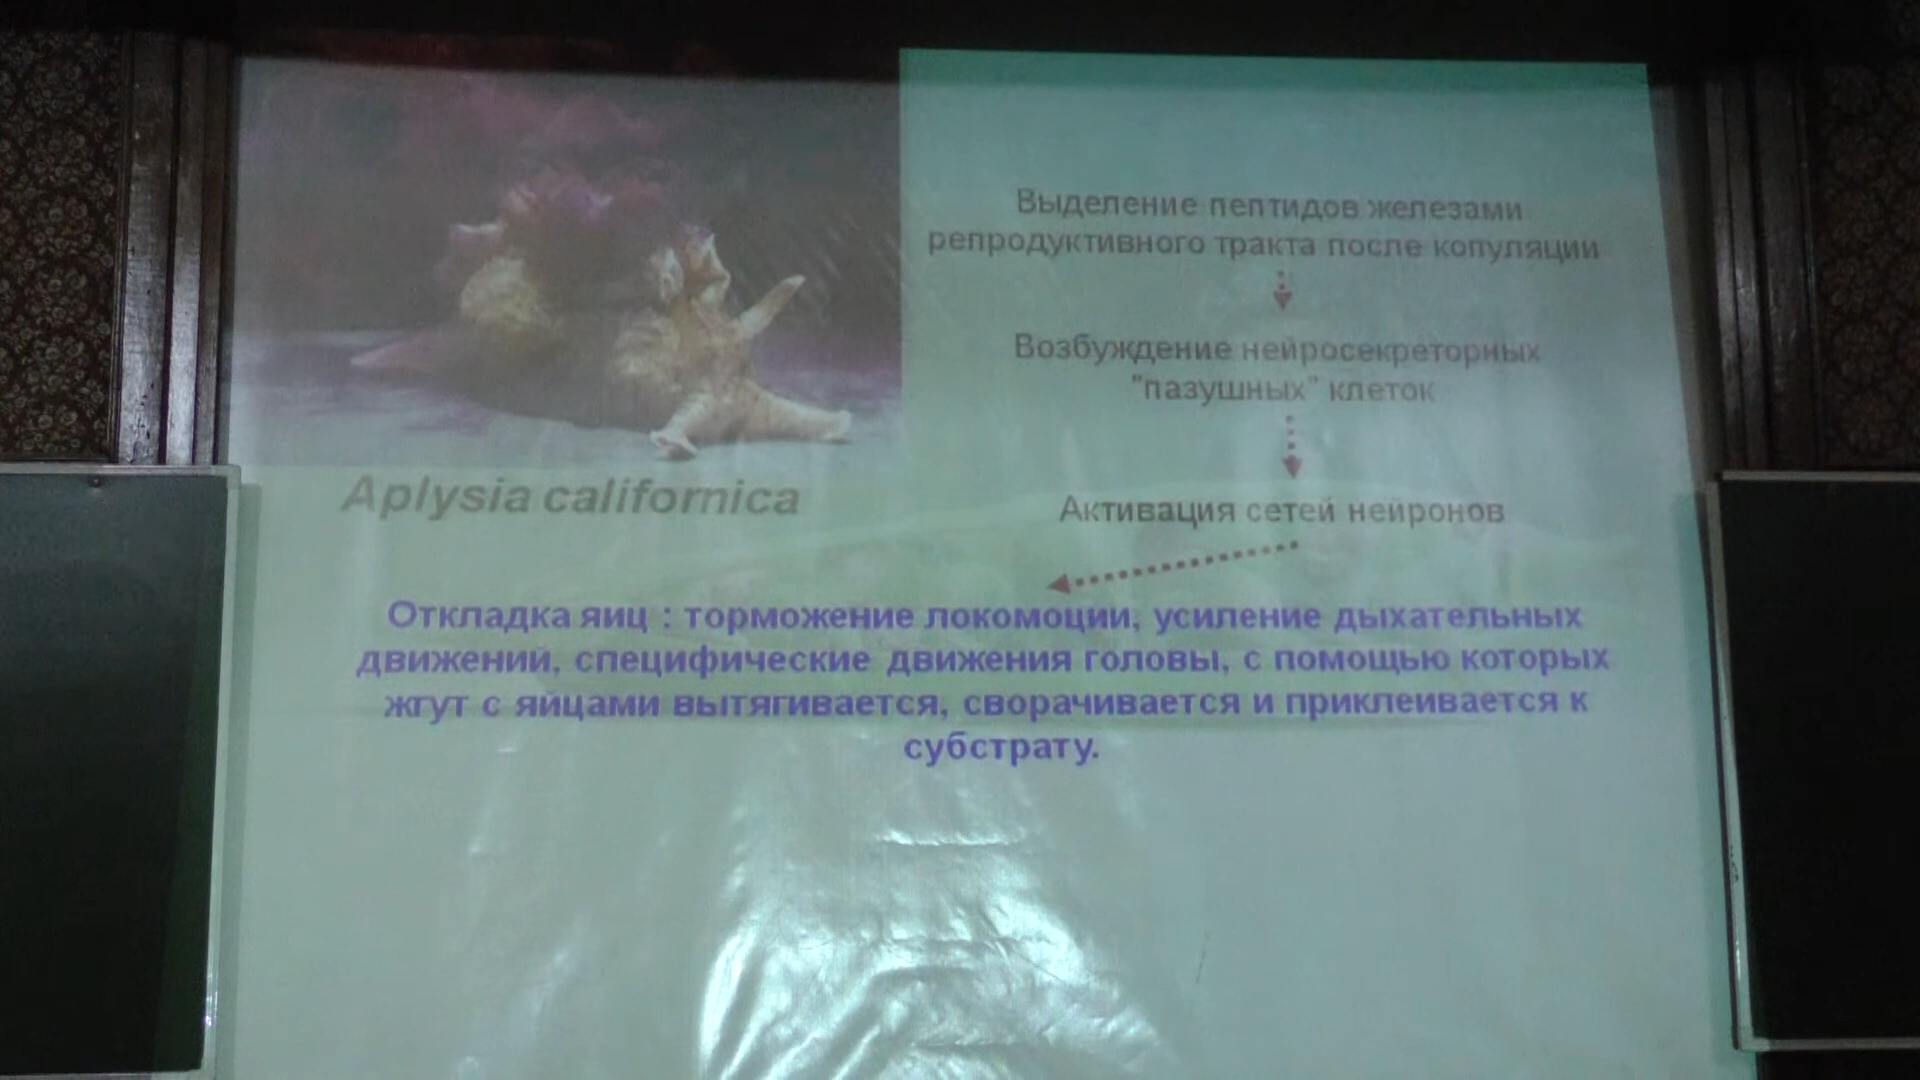 Выделение пептидов железами
репродуктивного тракта после копуляции
Возбуждение нейросекреторных
"пазушных" клеток
Aplysia californica
Активация сетей нейронов
Откладка яиц : торможение локомоции, усиление дыхательных
движений, специфические движения головы, с помощью которых
жгут с яйцами вытягивается, сворачивается и приклеивается к
субстрату.